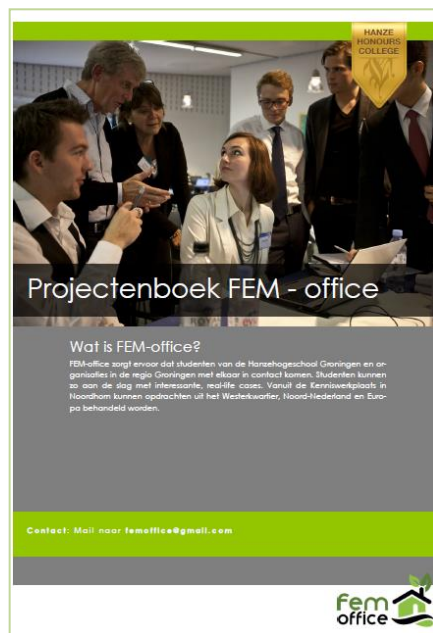 HANZE
HONOURS
COLLEGE
Projectenboek FEM - office
Wat is FEM-office?
FEM-office zorgt ervoor dat studenten van de Hanzehogeschool Groningen en or-
ganisaties in de regio Groningen met elkaar in contact komen. Studenten kunnen
zo aan de slag met interessante, real-life cases. Vanuit de Kenniswerkplaats in
Noordhorn kunnen opdrachten uit het Westerkwartier, Noord-Nederland en Euro-
pa behandeld worden.
Contact: Mail naar femoffice@gmail.com
fem
office